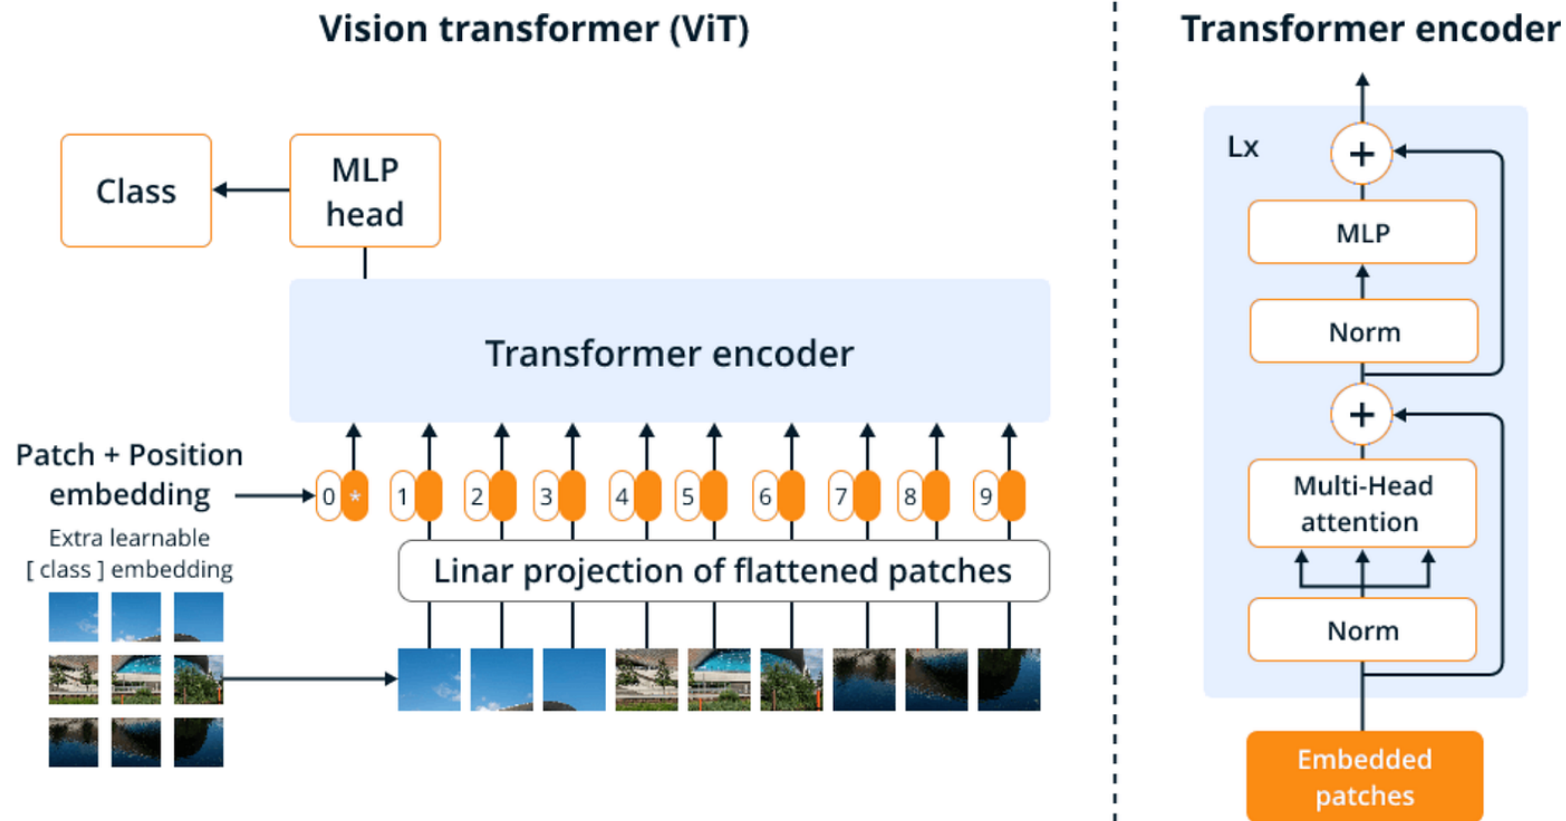 Vision transformer (ViT)
Class
MLP
head
Transformer encoder
Patch + Position
embedding
0 * 1 2 3 4 5 6 7 8 9
Extra learnable
[ class ] embedding
Linar projection of flattened patches
Transformer encoder
Lx
+
MLP
Norm
+
Multi-Head
attention
Norm
Embedded
patches